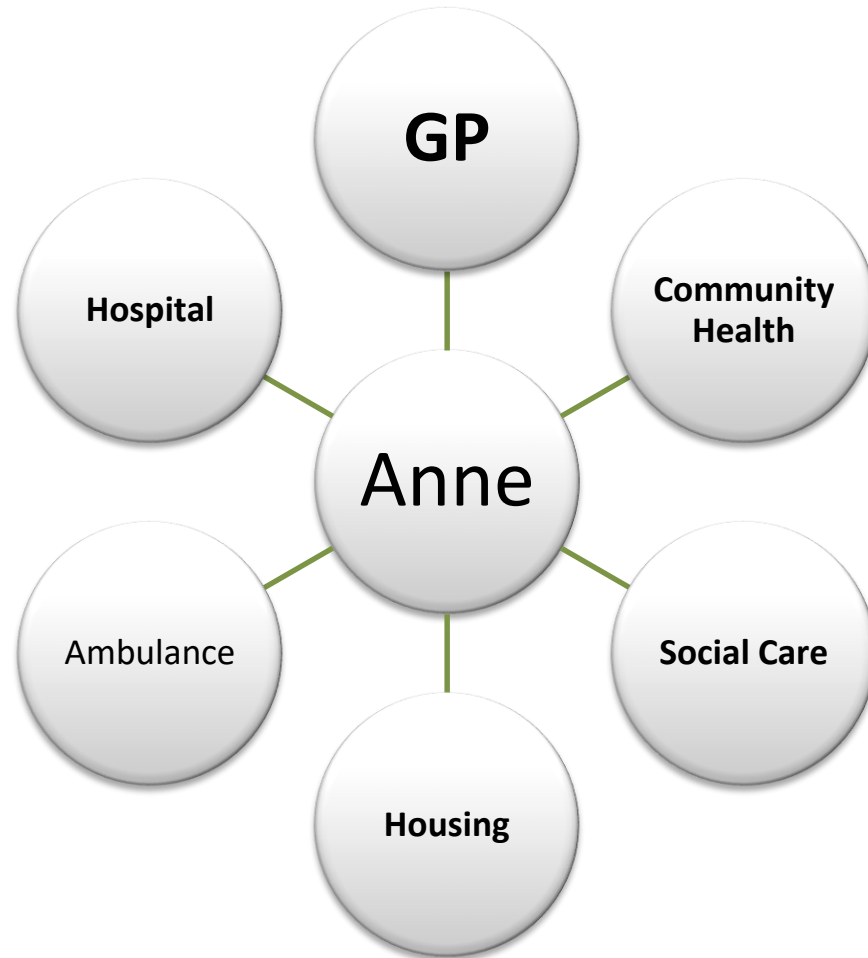 GP
Hospital
Community
Health
Anne
Ambulance
Social Care
Housing